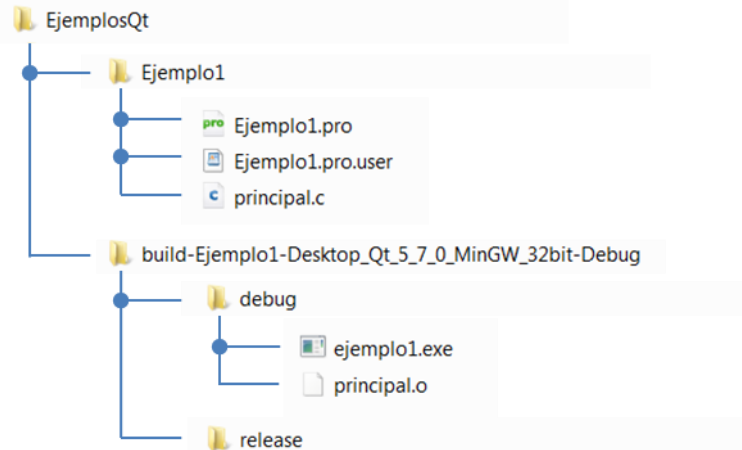 EjemplosQt
Ejemplo1
pro Ejemplo1.pro
Ejemplo1.pro.user
c principal.c
build-Ejemplo1-Desktop_Qt_5_7_0_MinGW_32bit-Debug
debug
ejemplo1.exe
principal.o
release